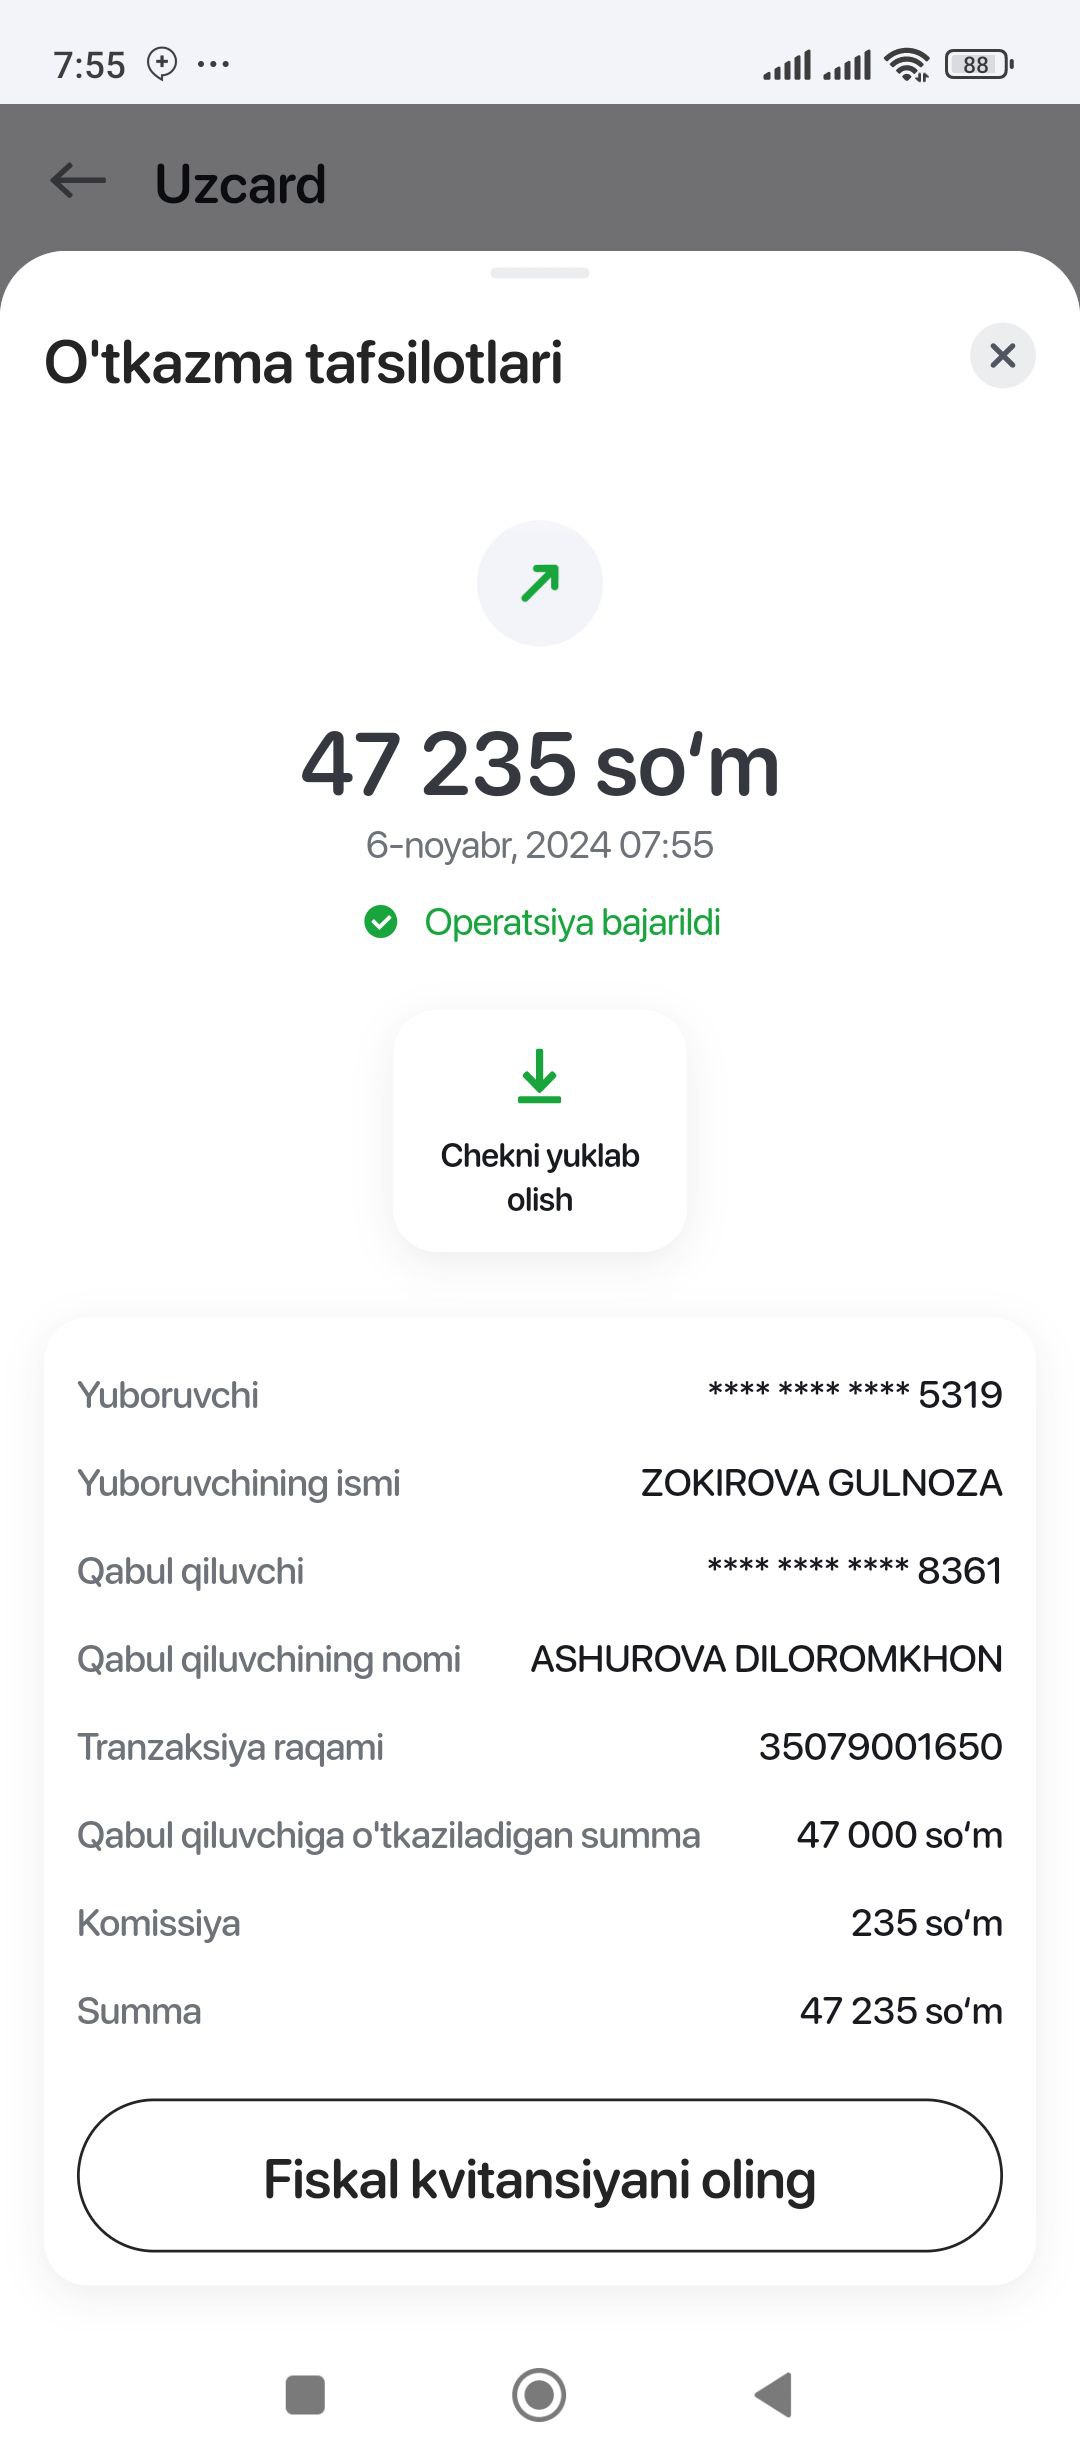 7:55
88
Uzcard
O'tkazma tafsilotlari
47 235 so‘m
6-noyabr, 2024 07:55
Operatsiya bajarildi
Chekni yuklab
olish
Yuboruvchi **** **** **** 5319
Yuboruvchining ismi ZOKIROVA GULNOZA
Qabul qiluvchi **** **** **** 8361
Qabul qiluvchining nomi ASHUROVA DILOROMKHON
Tranzaksiya raqami 35079001650
Qabul qiluvchiga o'tkaziladigan summa 47 000 so‘m
Komissiya 235 so‘m
Summa 47 235 so‘m
Fiskal kvitansiyani oling